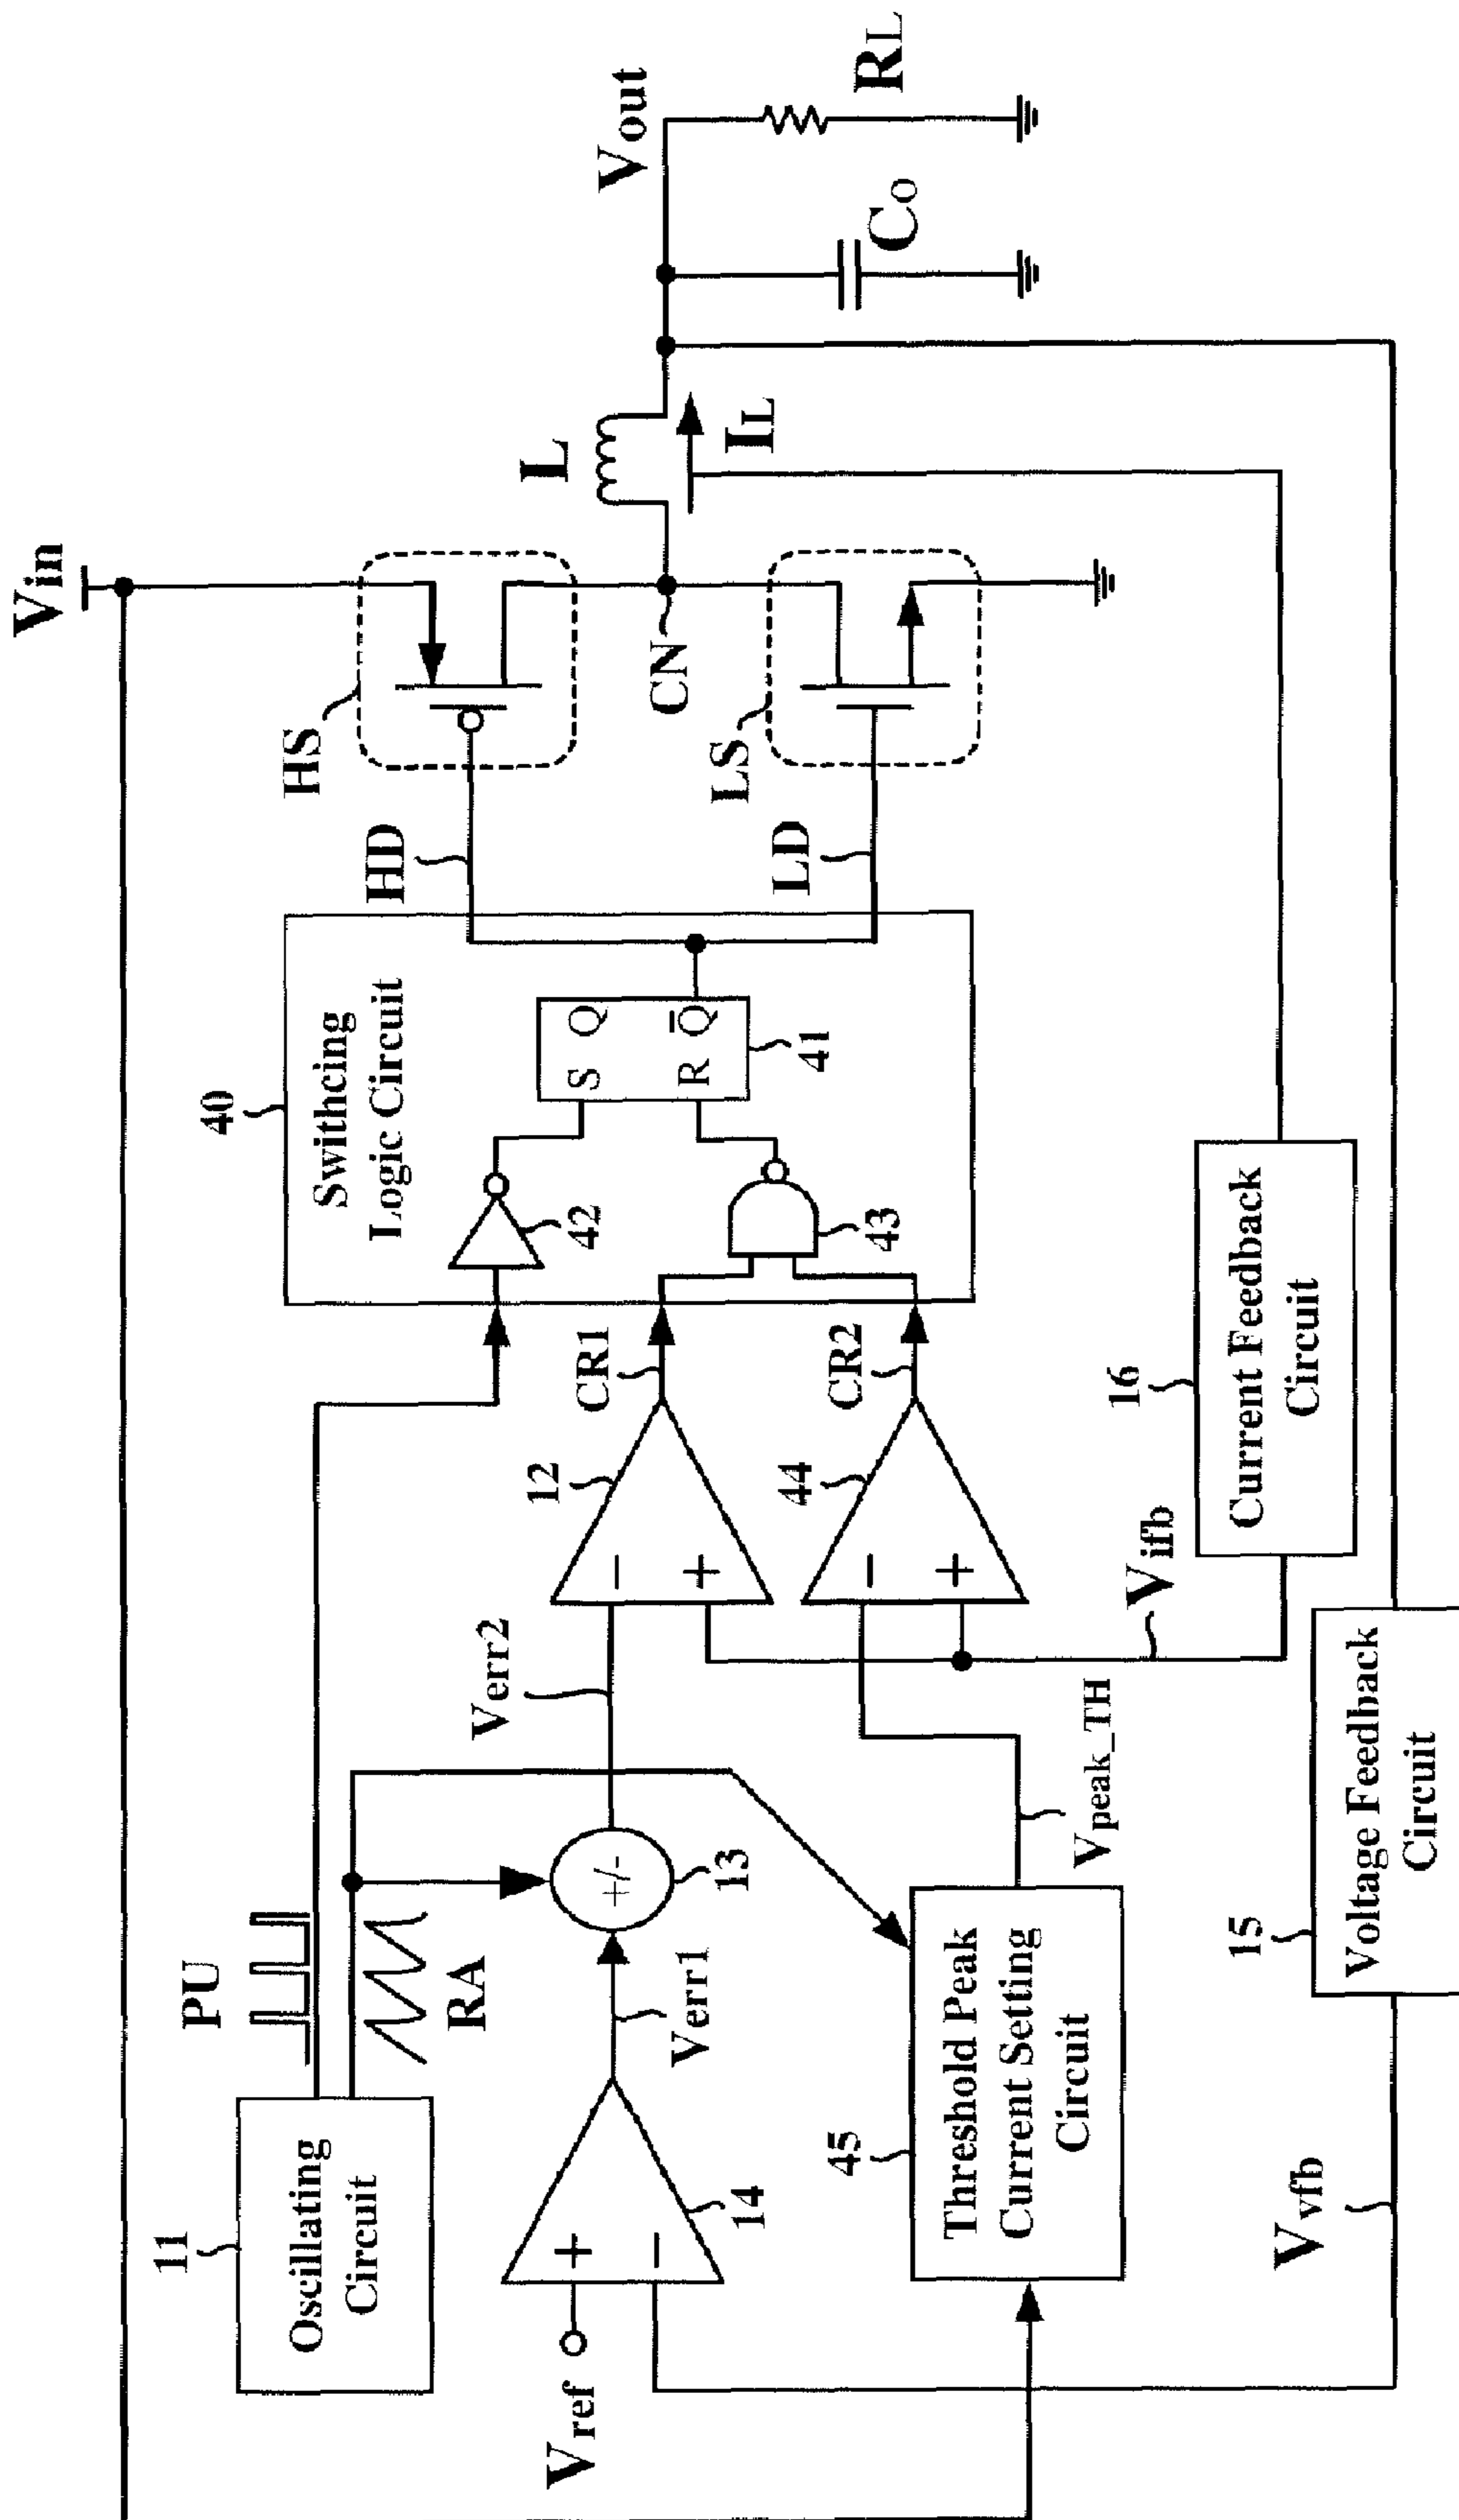 Vin
HS
HD
CN
LS
LD
L
IL
Vout
Co
RL
40
Swithcing
Logic Circuit
S Q
R Q̅
41
42
43
PU
RA
11
Oscillating
Circuit
CR1
CR2
12
−
+
44
−
+
Verr2
+/-
13
Verr1
Vref
+
−
14
45
Threshold Peak
Current Setting
Circuit
Vpeak_TH
Vifb
16
Current Feedback
Circuit
15
Voltage Feedback
Circuit
Vvfb